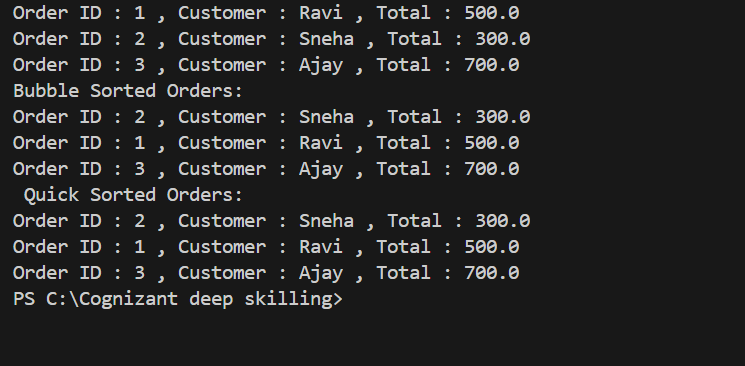 Order ID : 1 , Customer : Ravi , Total : 500.0
Order ID : 2 , Customer : Sneha , Total : 300.0
Order ID : 3 , Customer : Ajay , Total : 700.0
Bubble Sorted Orders:
Order ID : 2 , Customer : Sneha , Total : 300.0
Order ID : 1 , Customer : Ravi , Total : 500.0
Order ID : 3 , Customer : Ajay , Total : 700.0
 Quick Sorted Orders:
Order ID : 2 , Customer : Sneha , Total : 300.0
Order ID : 1 , Customer : Ravi , Total : 500.0
Order ID : 3 , Customer : Ajay , Total : 700.0
PS C:\Cognizant deep skilling>